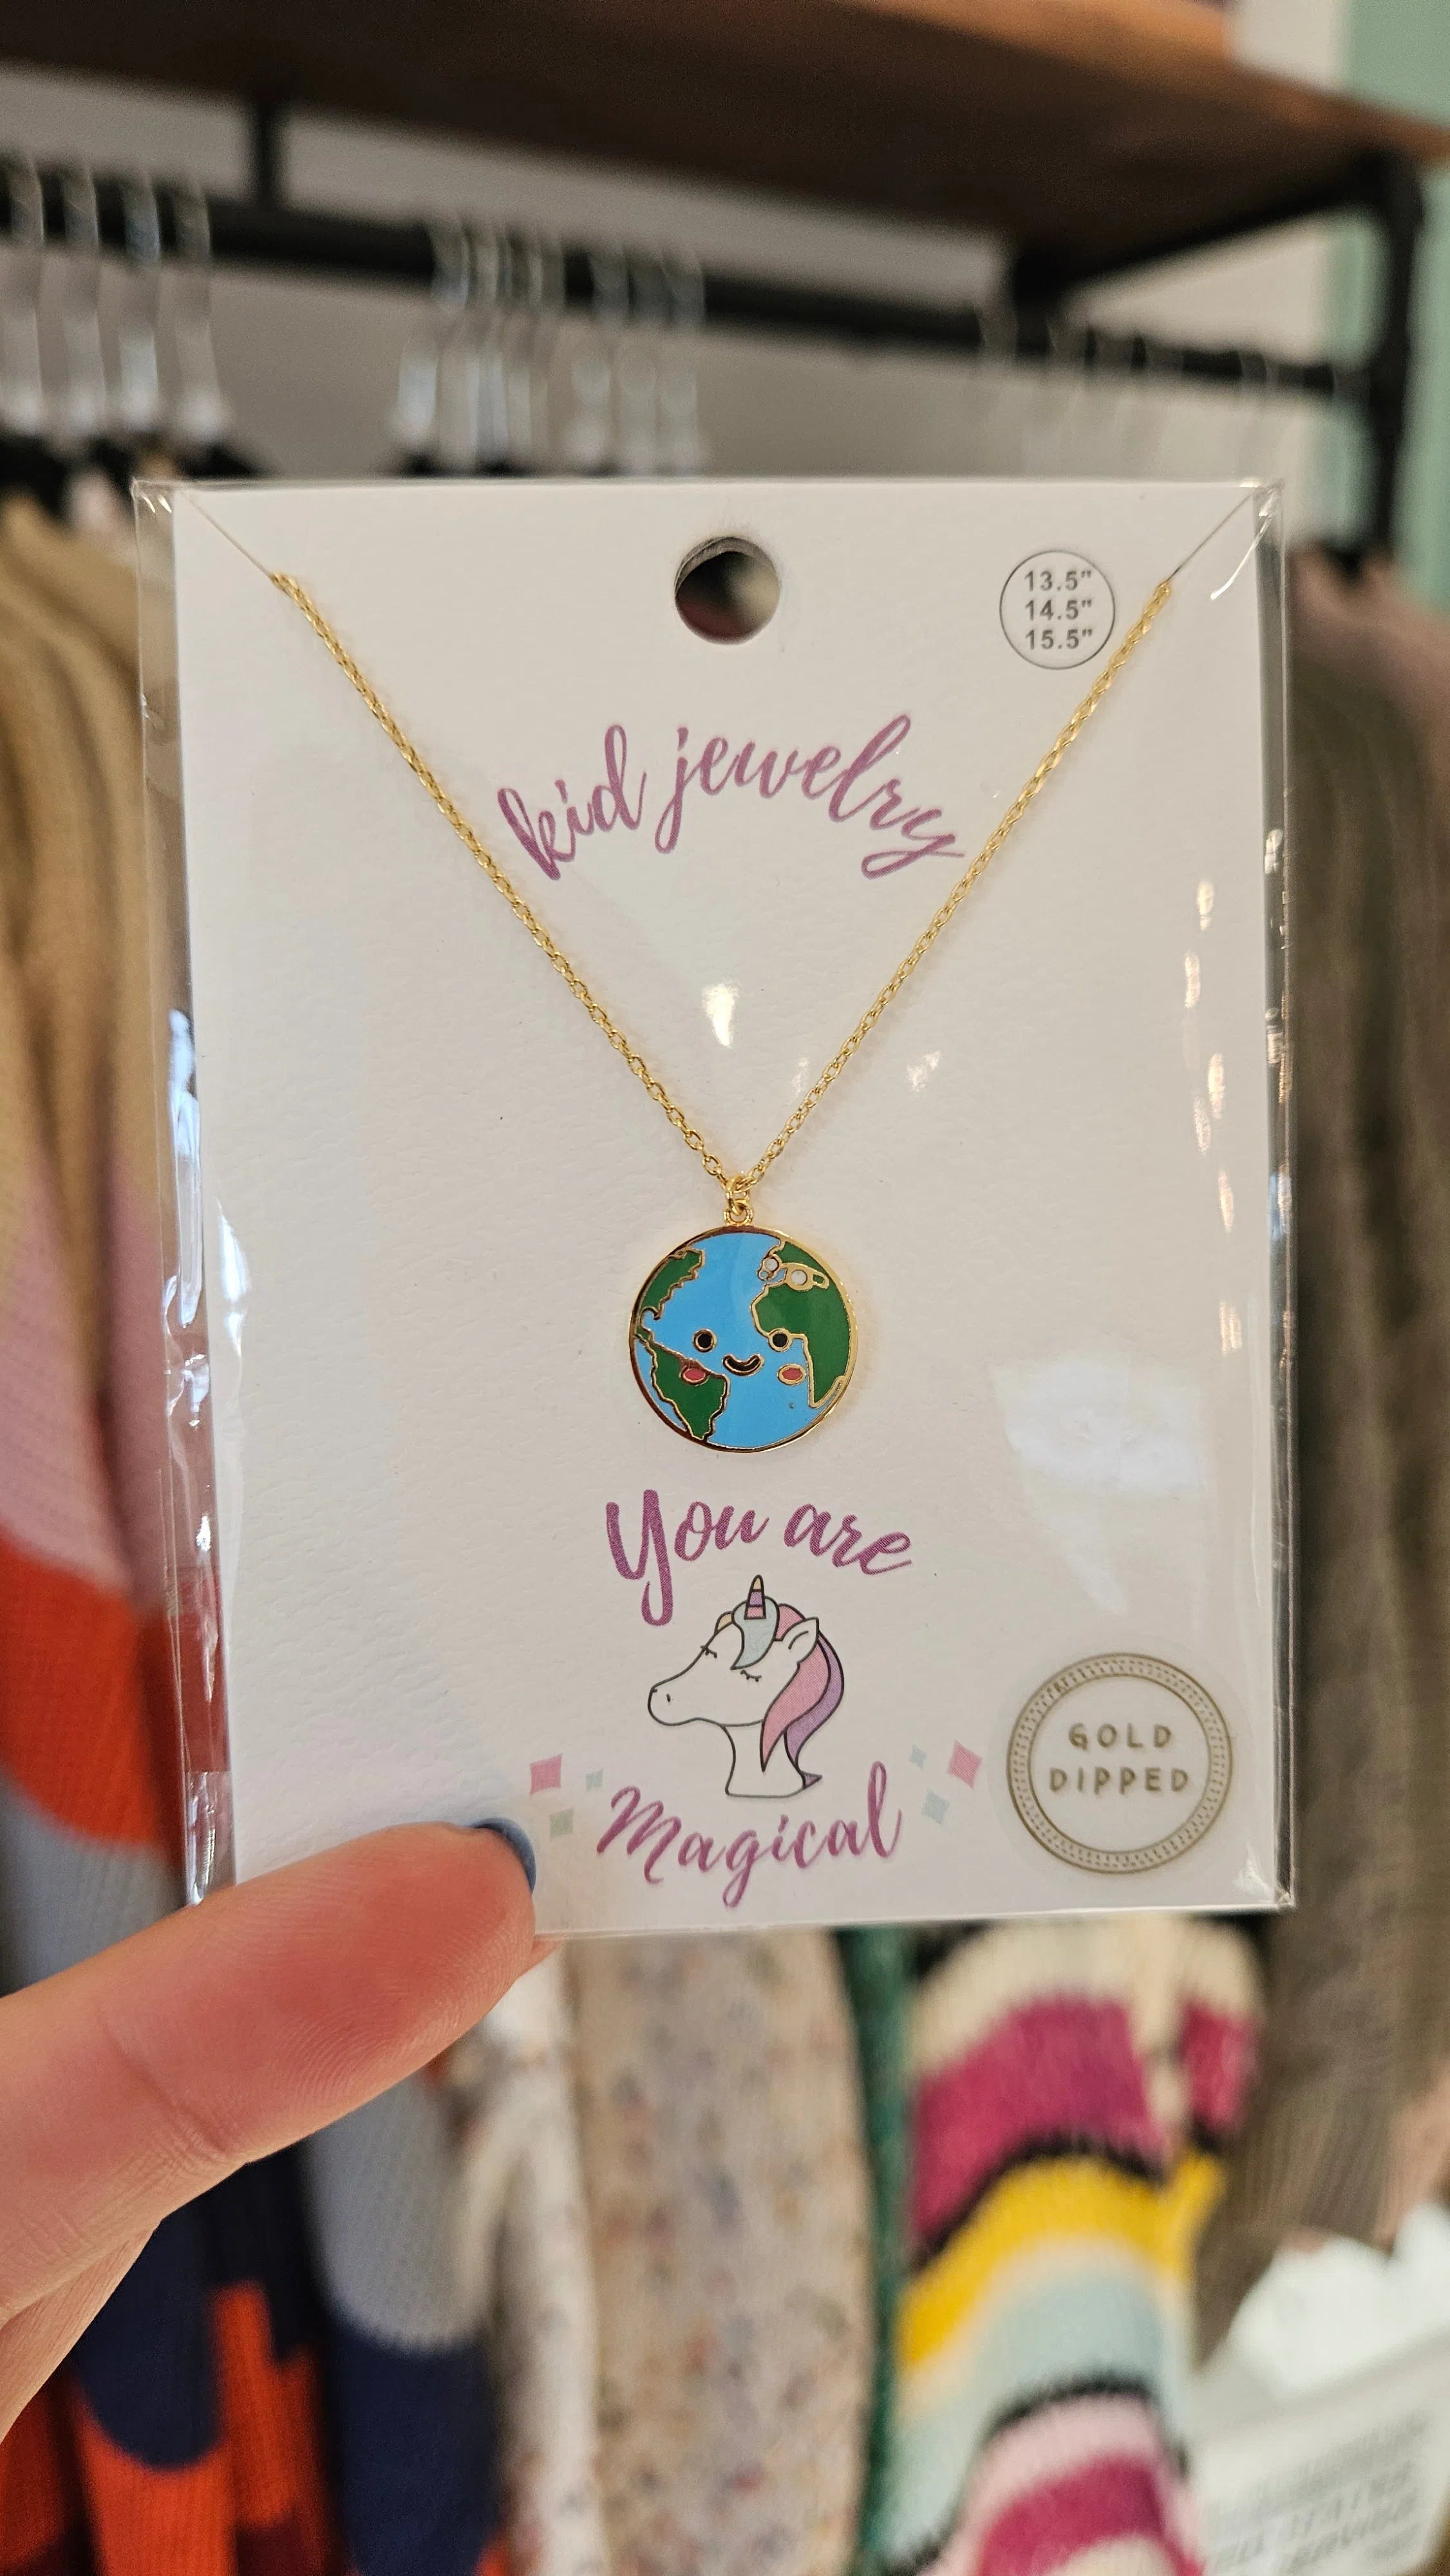 13.5"
14.5"
15.5"
kid jewelry
You are
Magical
GOLD
DIPPED